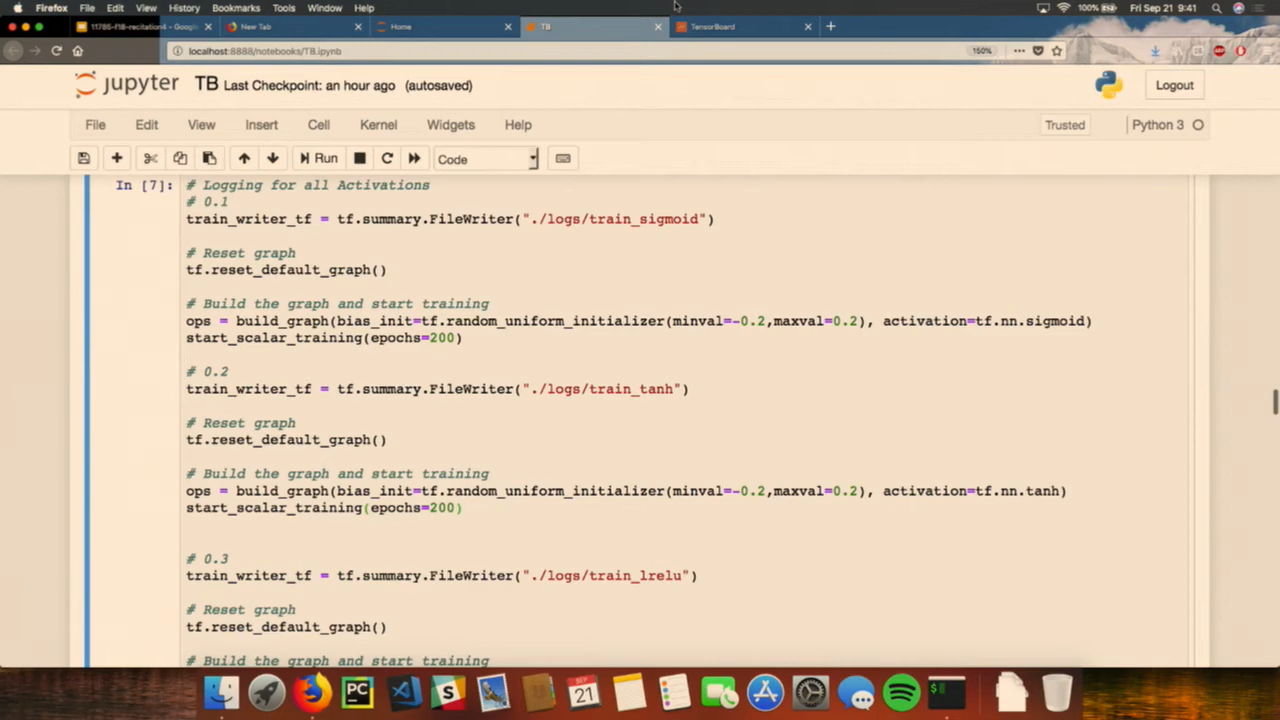 Firefox File Edit View History Bookmarks Tools Window Help 100% Fri Sep 21 9:41
11785-f18-recitation4 - Google New Tab Home TB TensorBoard
localhost:8888/notebooks/TB.ipynb 150%
jupyter TB Last Checkpoint: an hour ago (autosaved) Logout
File Edit View Insert Cell Kernel Widgets Help Trusted Python 3
Run Code
In [7]: # Logging for all Activations
# 0.1
train_writer_tf = tf.summary.FileWriter("./logs/train_sigmoid")
# Reset graph
tf.reset_default_graph()
# Build the graph and start training
ops = build_graph(bias_init=tf.random_uniform_initializer(minval=-0.2,maxval=0.2), activation=tf.nn.sigmoid)
start_scalar_training(epochs=200)
# 0.2
train_writer_tf = tf.summary.FileWriter("./logs/train_tanh")
# Reset graph
tf.reset_default_graph()
# Build the graph and start training
ops = build_graph(bias_init=tf.random_uniform_initializer(minval=-0.2,maxval=0.2), activation=tf.nn.tanh)
start_scalar_training(epochs=200)
# 0.3
train_writer_tf = tf.summary.FileWriter("./logs/train_lrelu")
# Reset graph
tf.reset_default_graph()
# Build the graph and start training
PC SEP 21 $